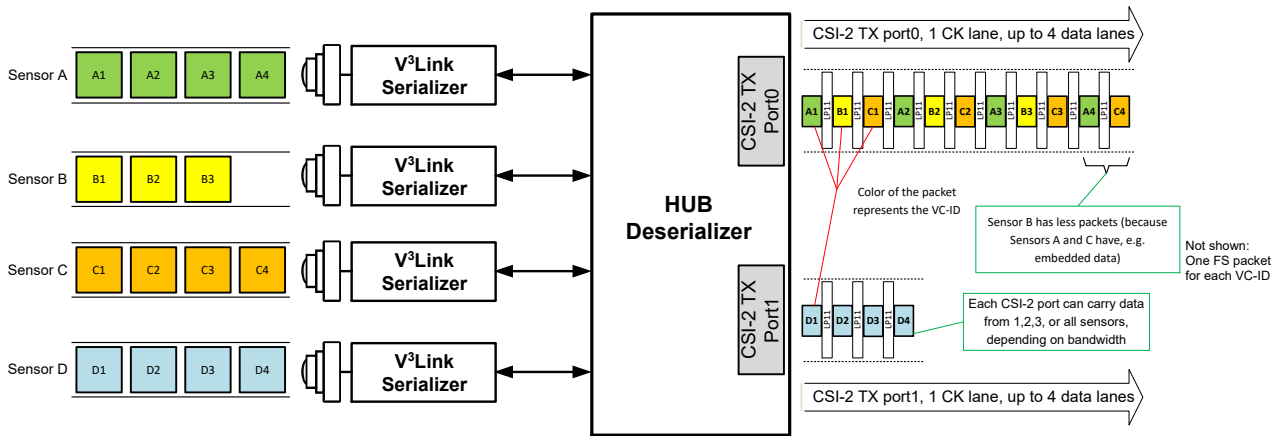 Sensor A
A1 A2 A3 A4
V³Link
Serializer
Sensor B
B1 B2 B3
V³Link
Serializer
Sensor C
C1 C2 C3 C4
V³Link
Serializer
Sensor D
D1 D2 D3 D4
V³Link
Serializer
HUB
Deserializer
CSI-2 TX
Port0
CSI-2 TX
Port1
CSI-2 TX port0, 1 CK lane, up to 4 data lanes
A1 LP11 B1 LP11 C1 LP11 A2 LP11 B2 LP11 C2 LP11 A3 LP11 B3 LP11 C3 LP11 A4 LP11 C4
Color of the packet
represents the VC-ID
Sensor B has less packets (because
Sensors A and C have, e.g.
embedded data)
Not shown:
One FS packet
for each VC-ID
D1 LP11 D2 LP11 D3 LP11 D4
Each CSI-2 port can carry data
from 1,2,3, or all sensors,
depending on bandwidth
CSI-2 TX port1, 1 CK lane, up to 4 data lanes